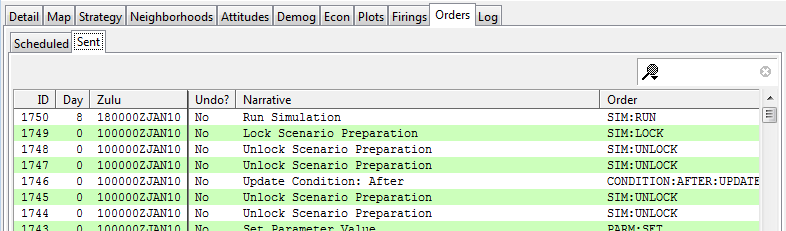 Detail Map Strategy Neighborhoods Attitudes Demog Econ Plots Firings Orders Log
Scheduled Sent
ID Day Zulu Undo? Narrative Order
1750 8 180000ZJAN10 No Run Simulation SIM:RUN
1749 0 100000ZJAN10 No Lock Scenario Preparation SIM:LOCK
1748 0 100000ZJAN10 No Unlock Scenario Preparation SIM:UNLOCK
1747 0 100000ZJAN10 No Unlock Scenario Preparation SIM:UNLOCK
1746 0 100000ZJAN10 No Update Condition: After CONDITION:AFTER:UPDATE
1745 0 100000ZJAN10 No Unlock Scenario Preparation SIM:UNLOCK
1744 0 100000ZJAN10 No Unlock Scenario Preparation SIM:UNLOCK
1743 0 100000ZJAN10 No Set Parameter Value PARM:SET